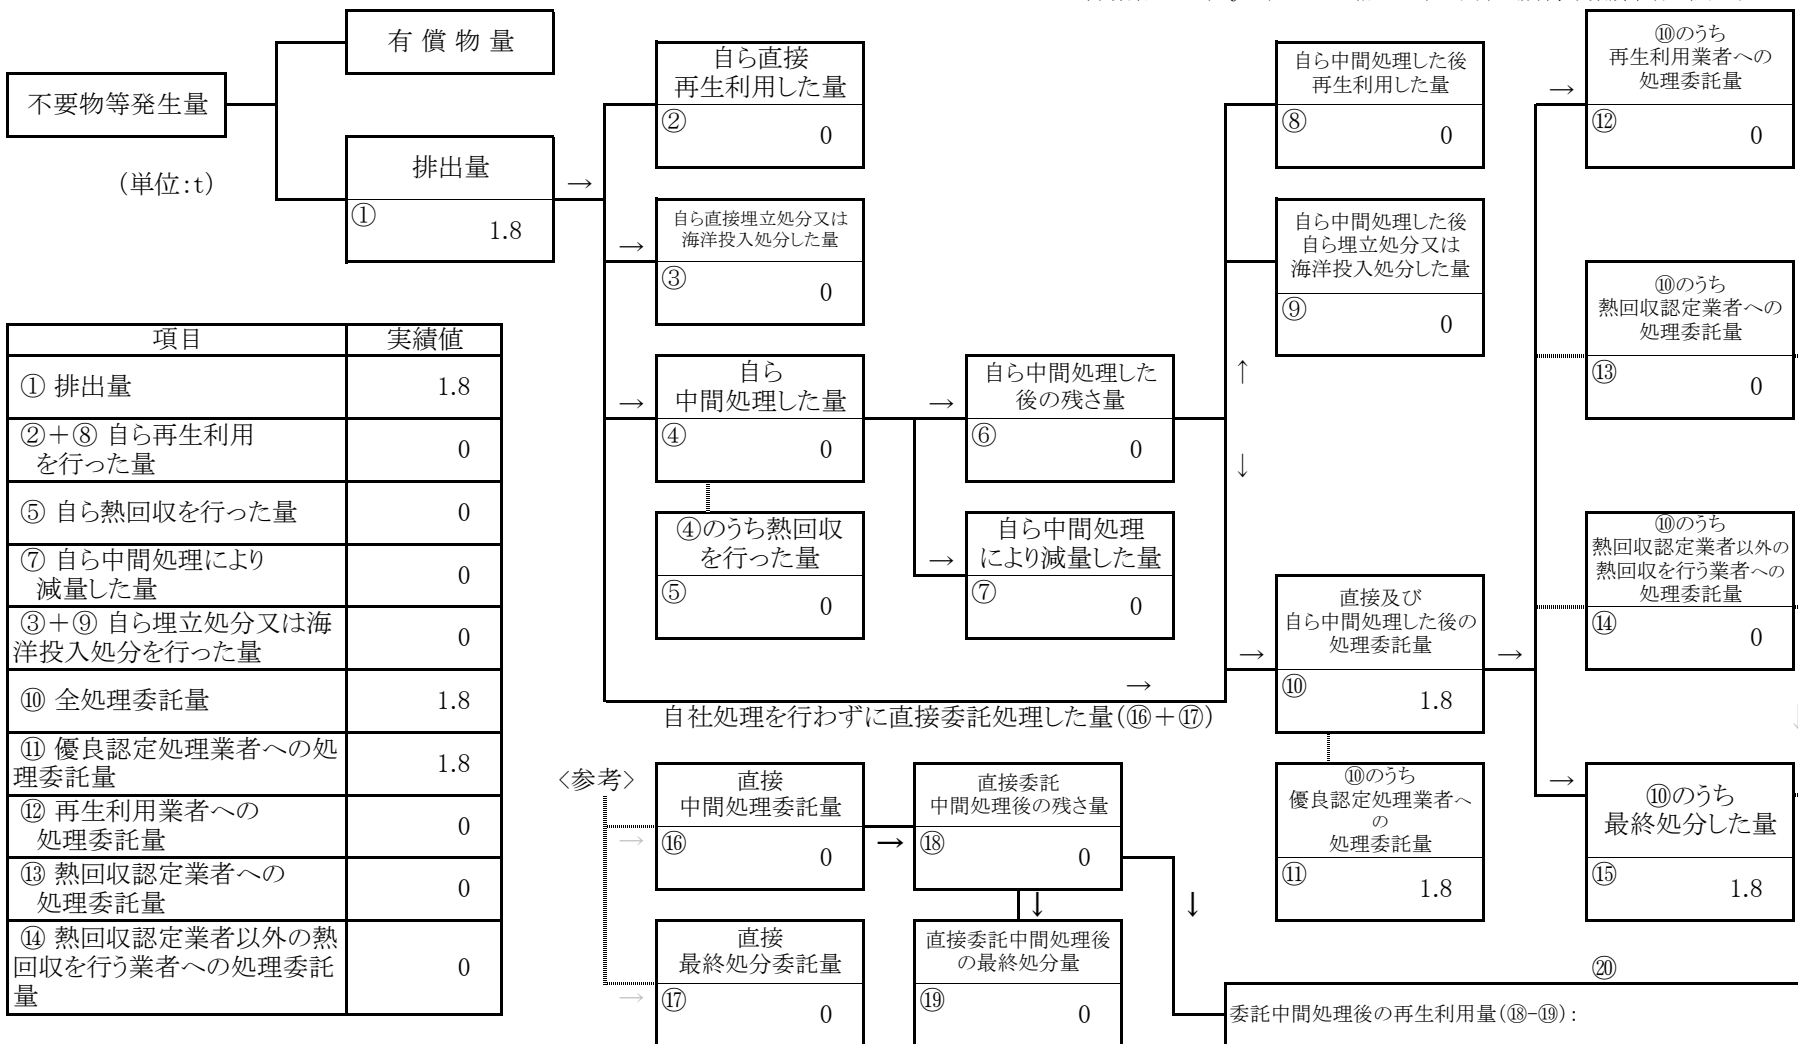 不要物等発生量
(単位:t)
有償物量
排出量
①
1.8
→
自ら直接
再生利用した量
②
0
→
自ら直接埋立処分又は
海洋投入処分した量
③
0
→
自ら
中間処理した量
④
0
④のうち熱回収
を行った量
⑤
0
→
自ら中間処理した
後の残さ量
⑥
0
→
自ら中間処理
により減量した量
⑦
0
自ら中間処理した後
再生利用した量
⑧
0
自ら中間処理した後
自ら埋立処分又は
海洋投入処分した量
⑨
0
↑
↓
→
直接及び
自ら中間処理した後の
処理委託量
⑩
1.8
→
⑩のうち
優良認定処理業者へ
の
処理委託量
⑪
1.8
→
⑩のうち
再生利用業者への
処理委託量
⑫
0
⑩のうち
熱回収認定業者への
処理委託量
⑬
0
⑩のうち
熱回収認定業者以外の
熱回収を行う業者への
処理委託量
⑭
0
→
⑩のうち
最終処分した量
⑮
1.8
→
自社処理を行わずに直接委託処理した量(⑯+⑰)
項目 実績値
① 排出量 1.8
②+⑧ 自ら再生利用
を行った量 0
⑤ 自ら熱回収を行った量 0
⑦ 自ら中間処理により
減量した量 0
③+⑨ 自ら埋立処分又は海
洋投入処分を行った量 0
⑩ 全処理委託量 1.8
⑪ 優良認定処理業者への処
理委託量 1.8
⑫ 再生利用業者への
処理委託量 0
⑬ 熱回収認定業者への
処理委託量 0
⑭ 熱回収認定業者以外の熱
回収を行う業者への処理委託
量 0
〈参考〉
→
直接
中間処理委託量
⑯
0
→
直接委託
中間処理後の残さ量
⑱
0
↓
↓
→
直接
最終処分委託量
⑰
0
直接委託中間処理後
の最終処分量
⑲
0
⑳
委託中間処理後の再生利用量(⑱-⑲):